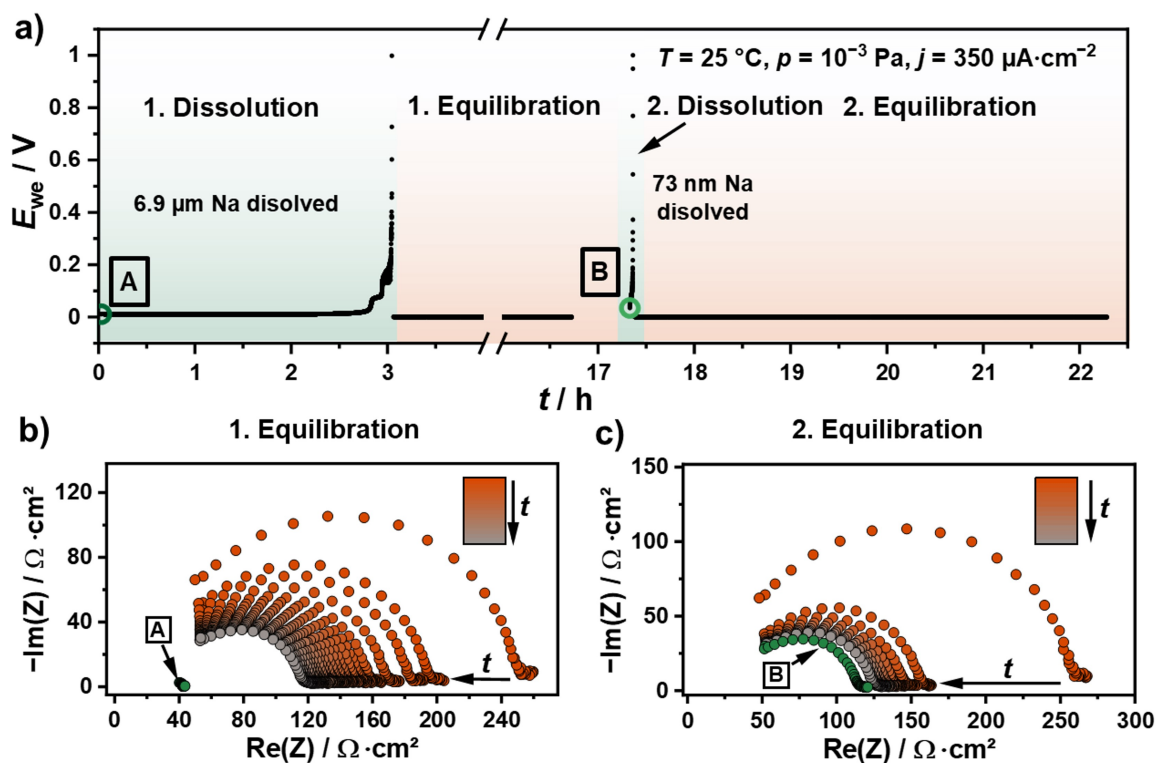 a)
T = 25 °C, p = 10⁻³ Pa, j = 350 µA·cm⁻²
1. Dissolution
1. Equilibration
2. Dissolution
2. Equilibration
6.9 µm Na disolved
73 nm Na
disolved
A
B
E_we / V
1
0.8
0.6
0.4
0.2
0
0 1 2 3 4 17 18 19 20 21 22
t / h
b)
1. Equilibration
−Im(Z) / Ω·cm²
120
80
40
0
t
A
t
0 40 80 120 160 200 240
Re(Z) / Ω·cm²
c)
2. Equilibration
−Im(Z) / Ω·cm²
150
100
50
0
t
B
t
50 100 150 200 250 300
Re(Z) / Ω·cm²